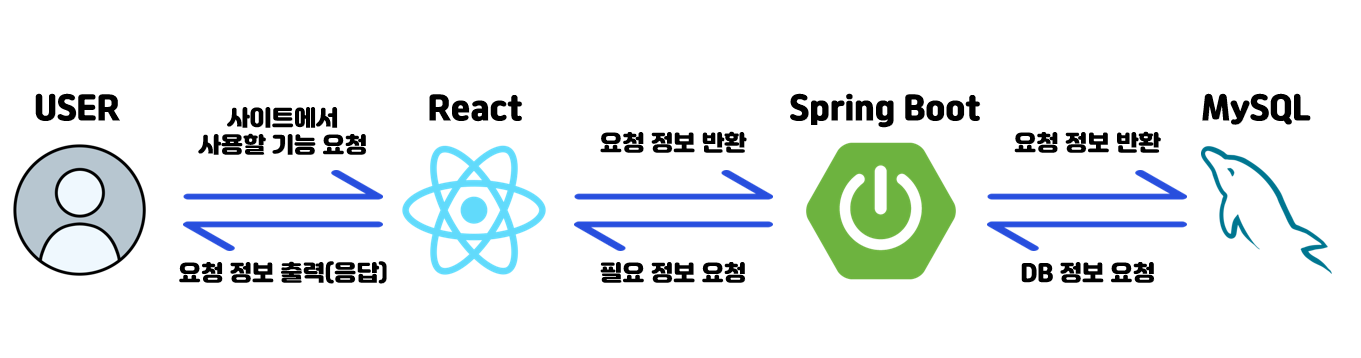 USER
사이트에서
사용할 기능 요청
요청 정보 출력(응답)
React
요청 정보 반환
필요 정보 요청
Spring Boot
요청 정보 반환
DB 정보 요청
MySQL